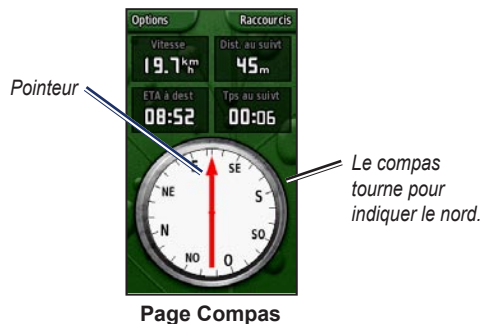 Options Raccourcis
Vitesse Dist. au suivt
19.7km/h 45m
Pointeur
ETA à dest Tps au suivt
08:52 00:06
E SE
NE S
N SO
NO O
Le compas
tourne pour
indiquer le nord.
Page Compas